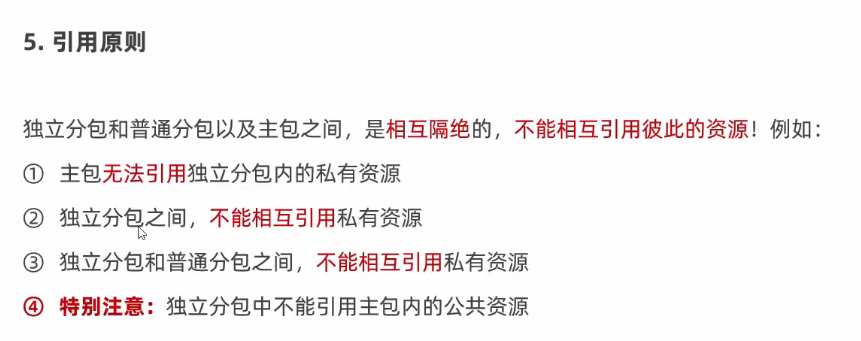 5. 引用原则
独立分包和普通分包以及主包之间，是相互隔绝的，不能相互引用彼此的资源！例如：
① 主包无法引用独立分包内的私有资源
② 独立分包之间，不能相互引用私有资源
③ 独立分包和普通分包之间，不能相互引用私有资源
④ 特别注意：独立分包中不能引用主包内的公共资源